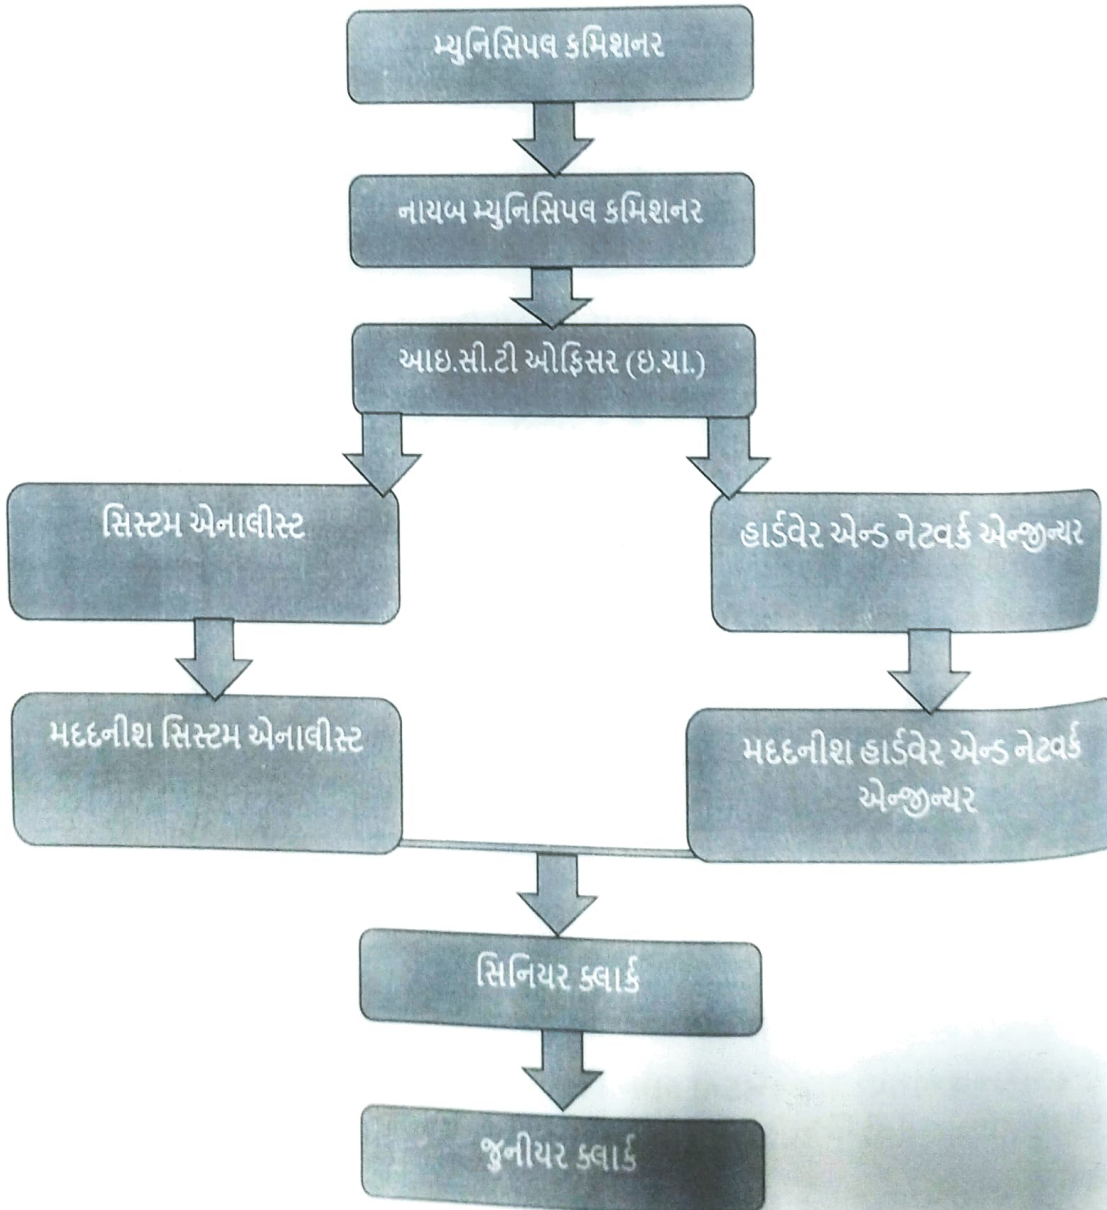 મ્યુનિસિપલ કમિશનર
નાયબ મ્યુનિસિપલ કમિશનર
આઇ.સી.ટી ઓફિસર (ઇ.ચા.)
સિસ્ટમ એનાલીસ્ટ
હાર્ડવેર એન્ડ નેટવર્ક એન્જીન્યર
મદદનીશ સિસ્ટમ એનાલીસ્ટ
મદદનીશ હાર્ડવેર એન્ડ નેટવર્ક
એન્જીન્યર
સિનિયર ક્લાર્ક
જુનીયર ક્લાર્ક